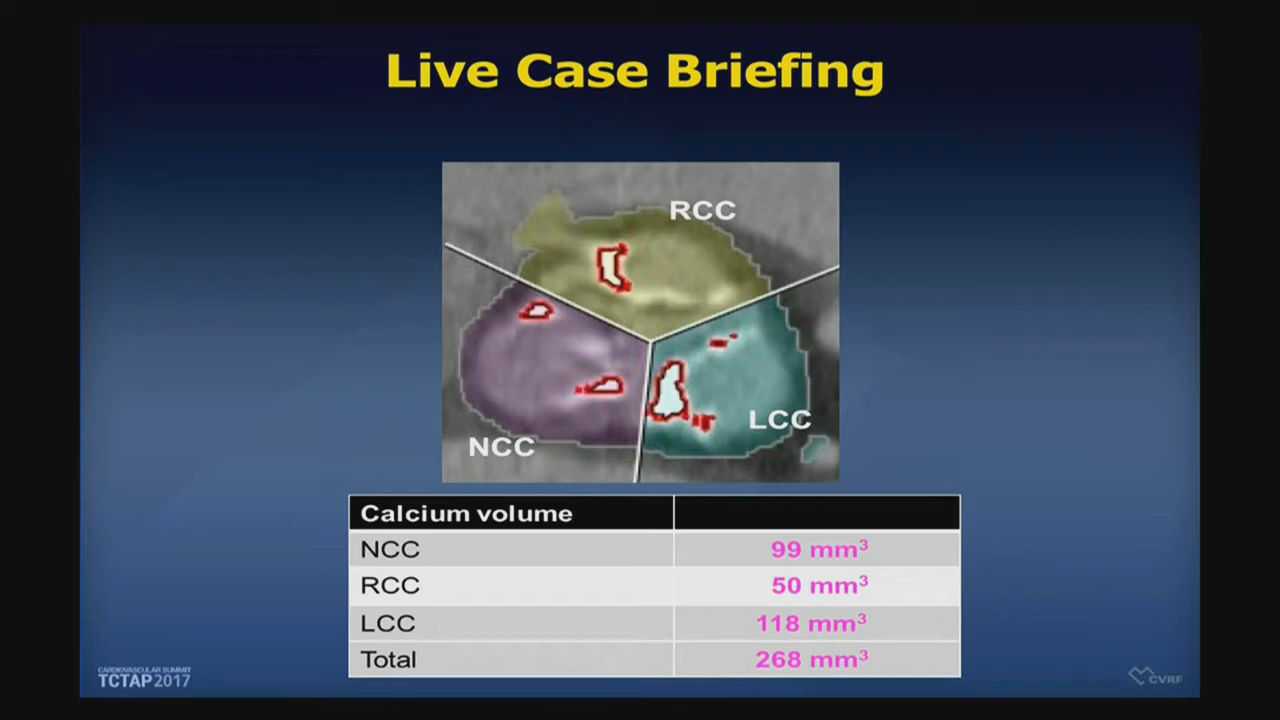 Live Case Briefing
RCC
NCC
LCC
Calcium volume
NCC 99 mm³
RCC 50 mm³
LCC 118 mm³
Total 268 mm³
CARDIOVASCULAR SUMMIT
TCTAP2017
CVRF